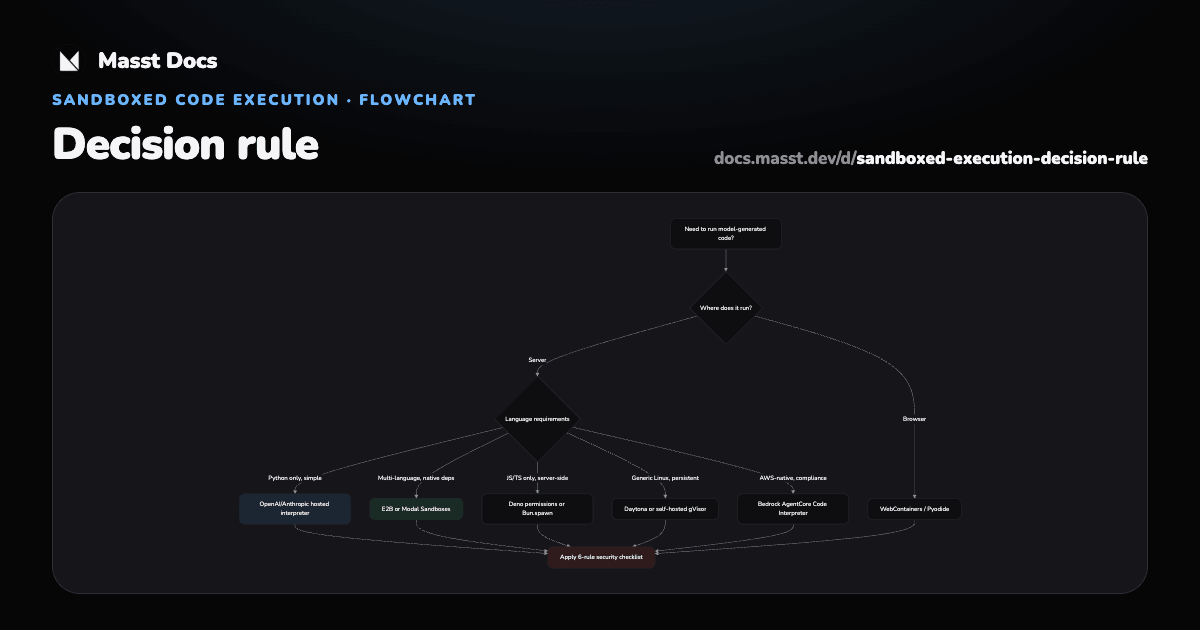 Masst Docs
SANDBOXED CODE EXECUTION · FLOWCHART
Decision rule
docs.masst.dev/d/sandboxed-execution-decision-rule
Need to run model-generated
code?
Where does it run?
Server
Language requirements
Browser
Python only, simple
Multi-language, native deps
JS/TS only, server-side
Generic Linux, persistent
AWS-native, compliance
OpenAI/Anthropic hosted
interpreter
E2B or Modal Sandboxes
Deno permissions or
Bun.spawn
Daytona or self-hosted gVisor
Bedrock AgentCore Code
Interpreter
WebContainers / Pyodide
Apply 6-rule security checklist